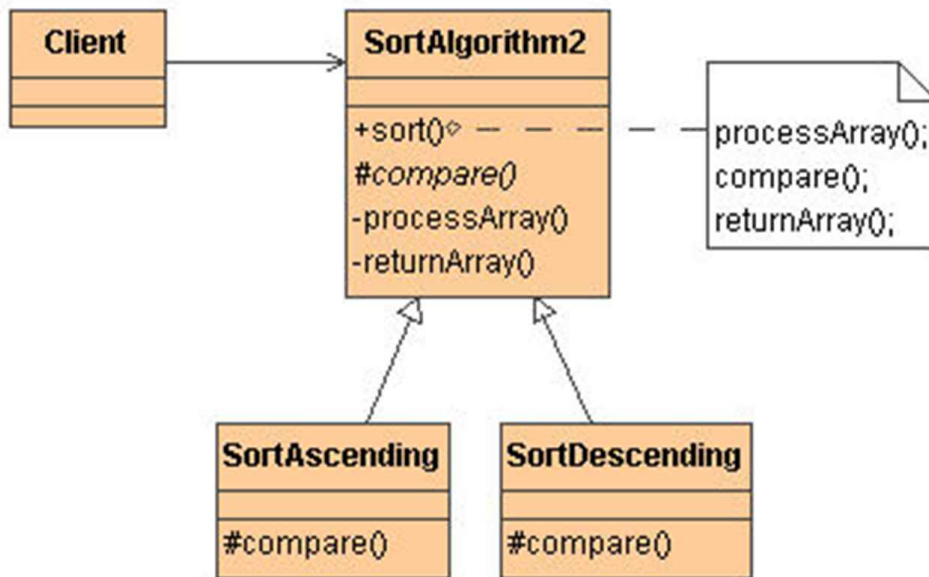 Client
SortAlgorithm2
+sort()
#compare()
-processArray()
-returnArray()
processArray();
compare();
returnArray();
SortAscending
#compare()
SortDescending
#compare()